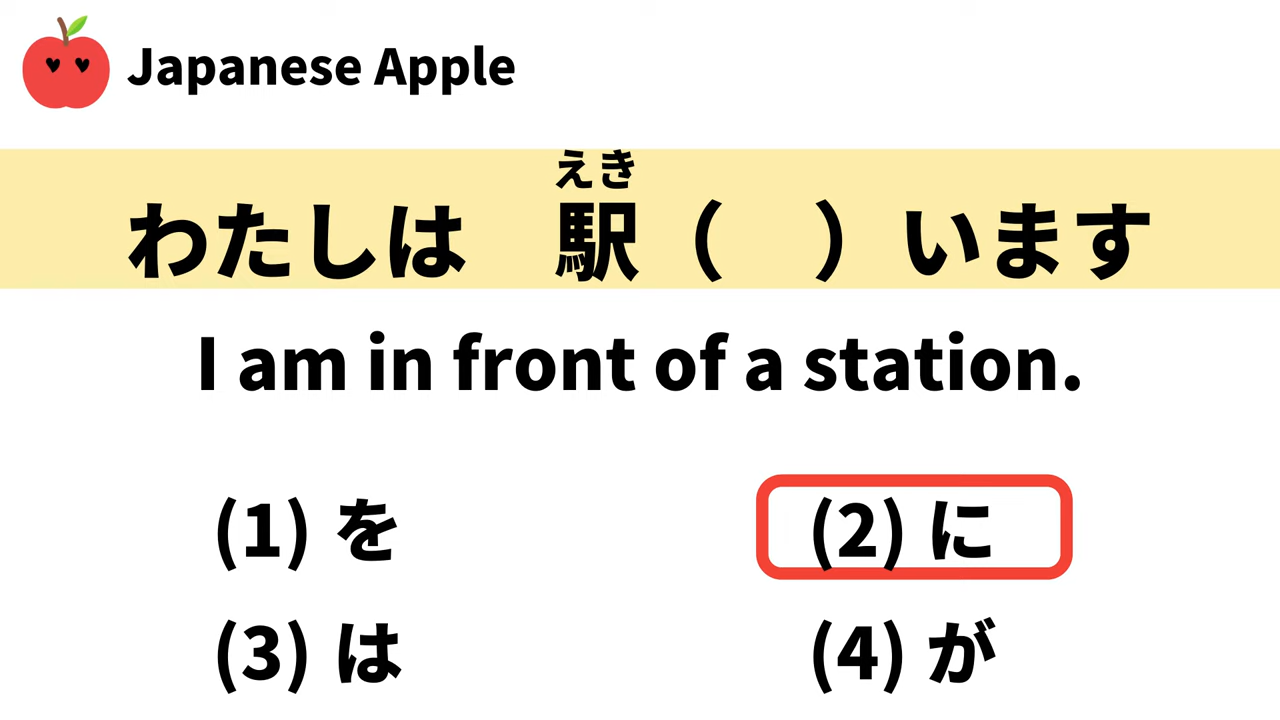 Japanese Apple
えき
わたしは　駅（　）います
I am in front of a station.
(1) を
(2) に
(3) は
(4) が